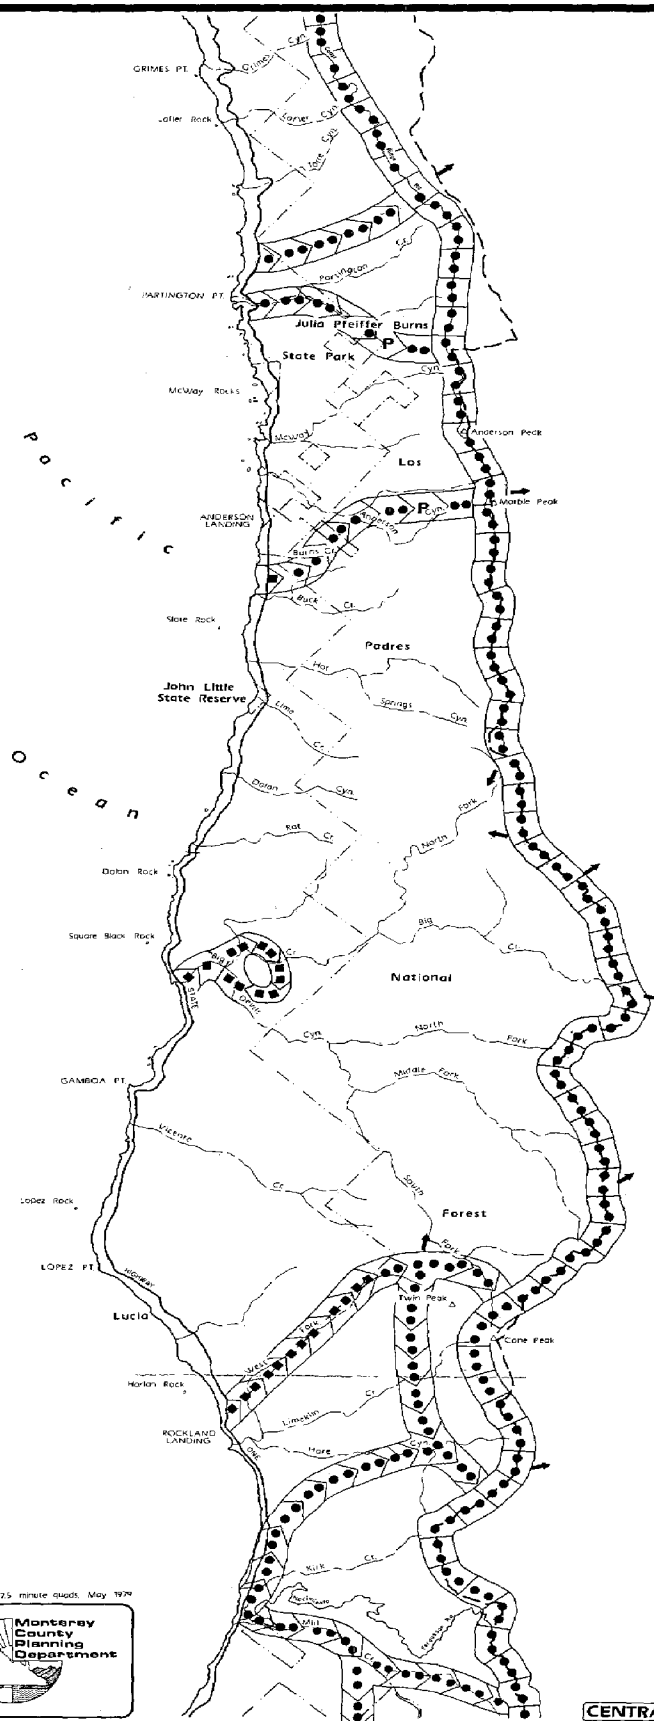 GRIMES PT.
Grimes Cyn.
Lafler Rock
Lafler Cyn.
Torre Cyn.
Partington Cr.
PARTINGTON PT.
Julia Pfeiffer Burns
State Park
P
Cyn.
McWay Rocks
McWay
Anderson Peak
Los
Marble Peak
P
Cyn.
Anderson
ANDERSON
LANDING
Burns Cr.
Buck Cr.
Pacific
Slate Rock
Padres
Hot
Springs Cyn.
John Little
State Reserve
Lime Cr.
Ocean
Dolan Cyn.
North Fork
Rat Cr.
Dolan Rock
Big Cr.
Square Black Rock
Big Cr.
National
STATE
Devil
Cyn.
North Fork
Middle Fork
GAMBOA PT.
Vicente
Cr.
South
Fork
Lopez Rock
Forest
LOPEZ PT.
HIGHWAY
Twin Peak
Lucia
West Fork
Cone Peak
Harlan Rock
Limekiln Cr.
ROCKLAND
LANDING
ONE
Hare Cyn.
Kirk Cr.
Mill
Cr.
7.5 minute quads, May 1979
Monterey
County
Planning
Department
CENTRA